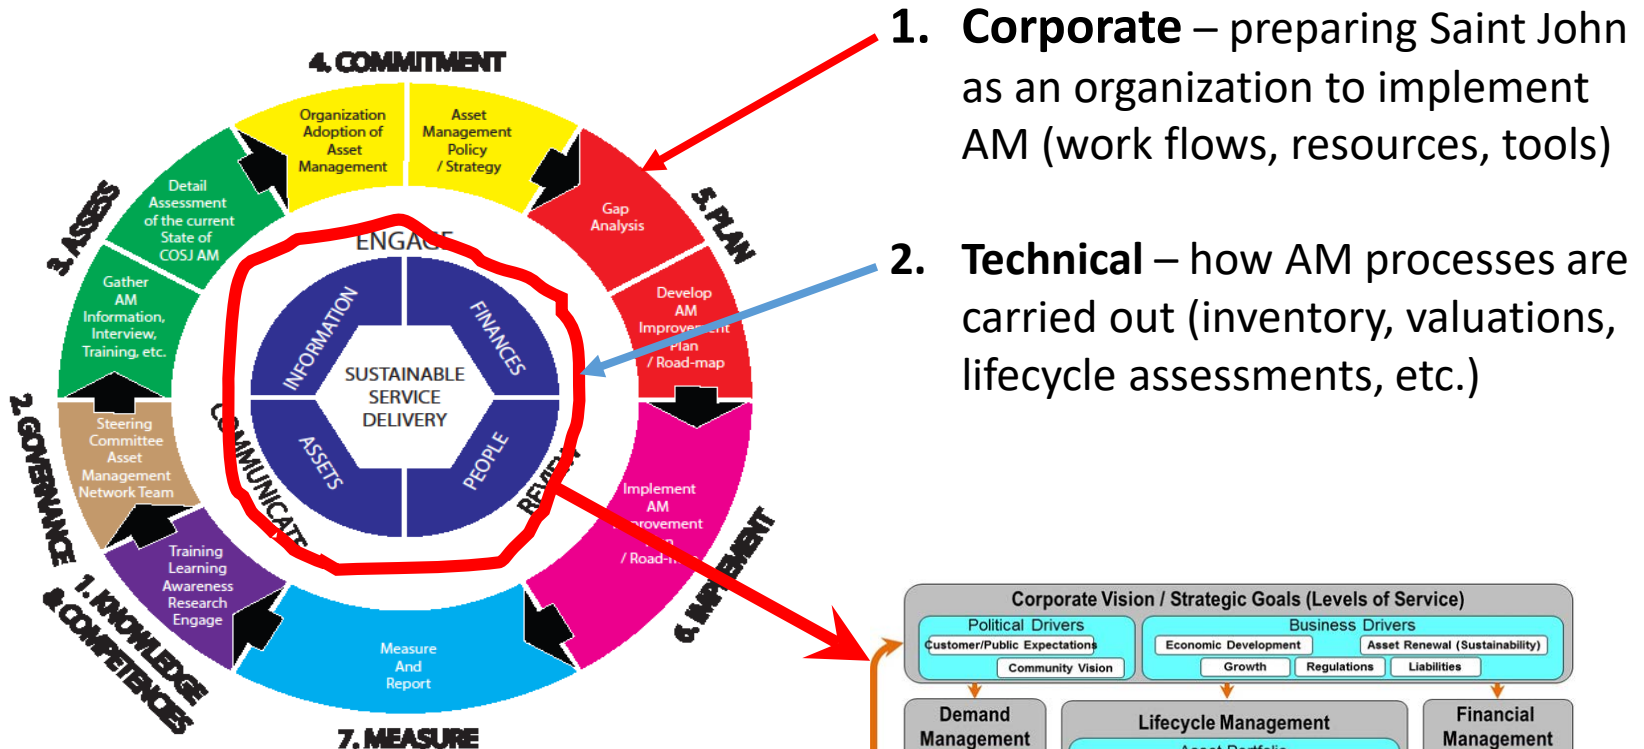 1. Corporate – preparing Saint John
as an organization to implement
AM (work flows, resources, tools)
2. Technical – how AM processes are
carried out (inventory, valuations,
lifecycle assessments, etc.)
4. COMMITMENT
Organization
Adoption of
Asset
Management
Asset
Management
Policy
/ Strategy
5. PLAN
Gap
Analysis
Develop
AM
Improvement
Plan
/ Road-map
6. IMPLEMENT
Implement
AM
/ Road-
7. MEASURE
Measure
And
Report
1. KNOWLEDGE
& COMPETENCIES
Training
Learning
Awareness
Research
Engage
2. GOVERNANCE
Steering
Committee
Asset
Management
Network Team
3. ASSESS
Gather
AM
Information,
Interview,
Training, etc.
Detail
Assessment
of the current
State of
COSJ AM
ENGAGE
COMMUNICATE
REVIEW
INFORMATION
FINANCES
ASSETS
PEOPLE
SUSTAINABLE
SERVICE
DELIVERY
Corporate Vision / Strategic Goals (Levels of Service)
Political Drivers
Customer/Public Expectations
Community Vision
Business Drivers
Economic Development
Asset Renewal (Sustainability)
Growth
Regulations
Liabilities
Demand
Management
Lifecycle Management
Financial
Management